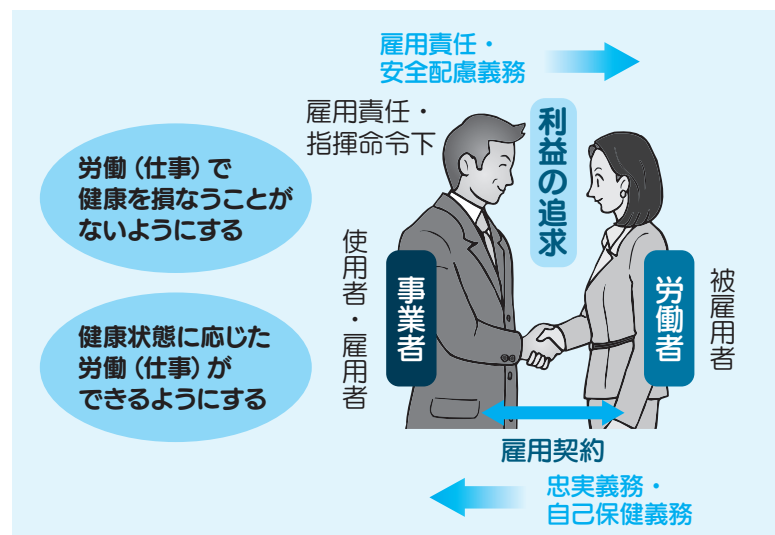 雇用責任・
安全配慮義務
雇用責任・
指揮命令下
利益の追求
労働（仕事）で
健康を損なうことが
ないようにする
使用者・雇用者
事業者
労働者
被雇用者
健康状態に応じた
労働（仕事）が
できるようにする
雇用契約
忠実義務・
自己保健義務